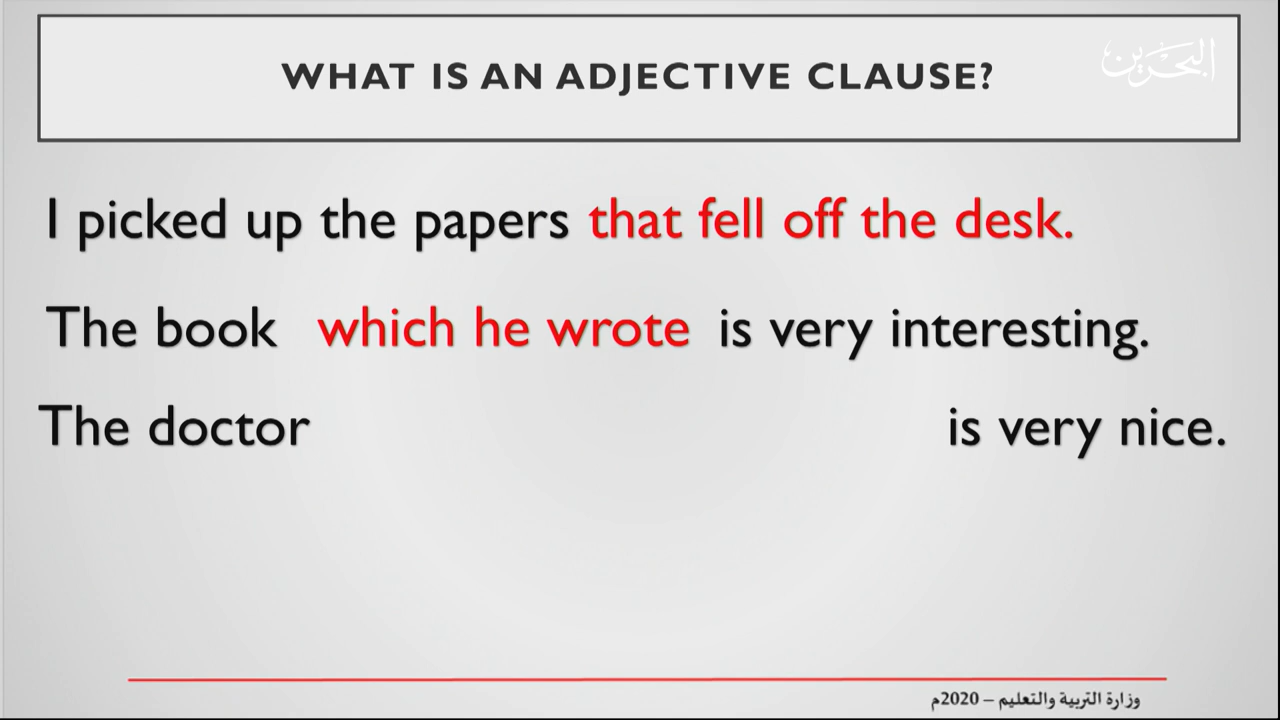 WHAT IS AN ADJECTIVE CLAUSE?
البحرين
I picked up the papers that fell off the desk.
The book which he wrote is very interesting.
The doctor is very nice.
وزارة التربية والتعليم – 2020م